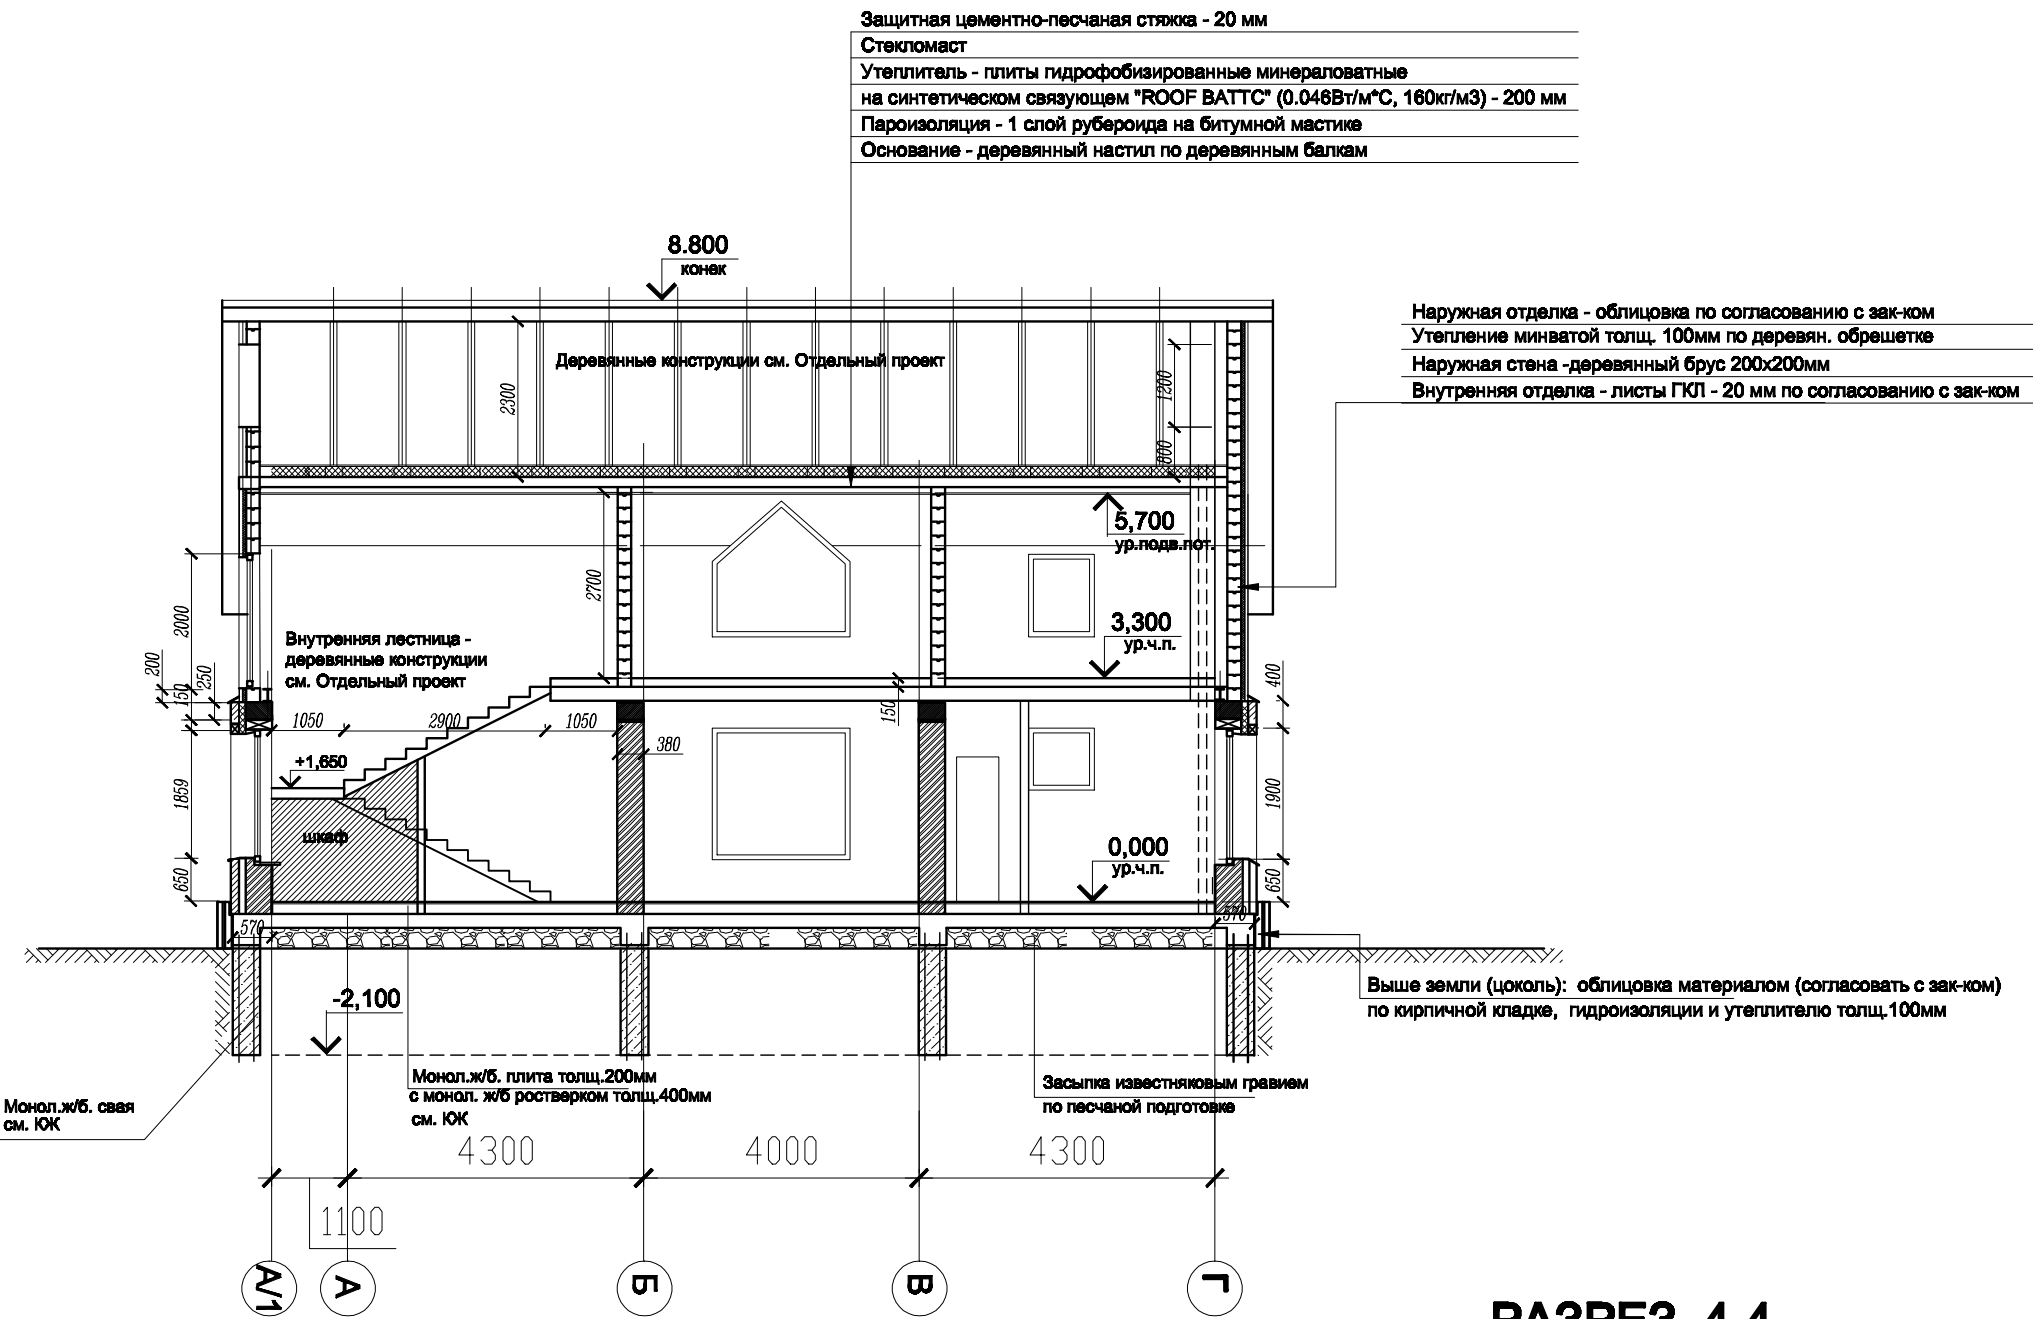 Защитная цементно-песчаная стяжка - 20 мм
Стекломаст
Утеплитель - плиты гидрофобизированные минераловатные
на синтетическом связующем "ROOF BATTC" (0.046Вт/м*С, 160кг/м3) - 200 мм
Пароизоляция - 1 слой рубероида на битумной мастике
Основание - деревянный настил по деревянным балкам
8.800
конек
Наружная отделка - облицовка по согласованию с зак-ком
Утепление минватой толщ. 100мм по деревян. обрешетке
Наружная стена -деревянный брус 200х200мм
Внутренняя отделка - листы ГКЛ - 20 мм по согласованию с зак-ком
Деревянные конструкции см. Отдельный проект
2300
1200
800
5,700
ур.подв.пот.
2700
2000
3,300
ур.ч.п.
Внутренняя лестница -
деревянные конструкции
см. Отдельный проект
200
150
250
400
150
1050
2900
1050
380
+1,650
1859
1900
шкаф
0,000
ур.ч.п.
650
650
570
570
-2,100
Выше земли (цоколь): облицовка материалом (согласовать с зак-ком)
по кирпичной кладке, гидроизоляции и утеплителю толщ.100мм
Монол.ж/б. плита толщ.200мм
с монол. ж/б ростверком толщ.400мм
см. КЖ
Засыпка известняковым гравием
по песчаной подготовке
Монол.ж/б. свая
см. КЖ
4300
4000
4300
1100
А/1
А
Б
В
Г
РАЗРЕЗ 4-4